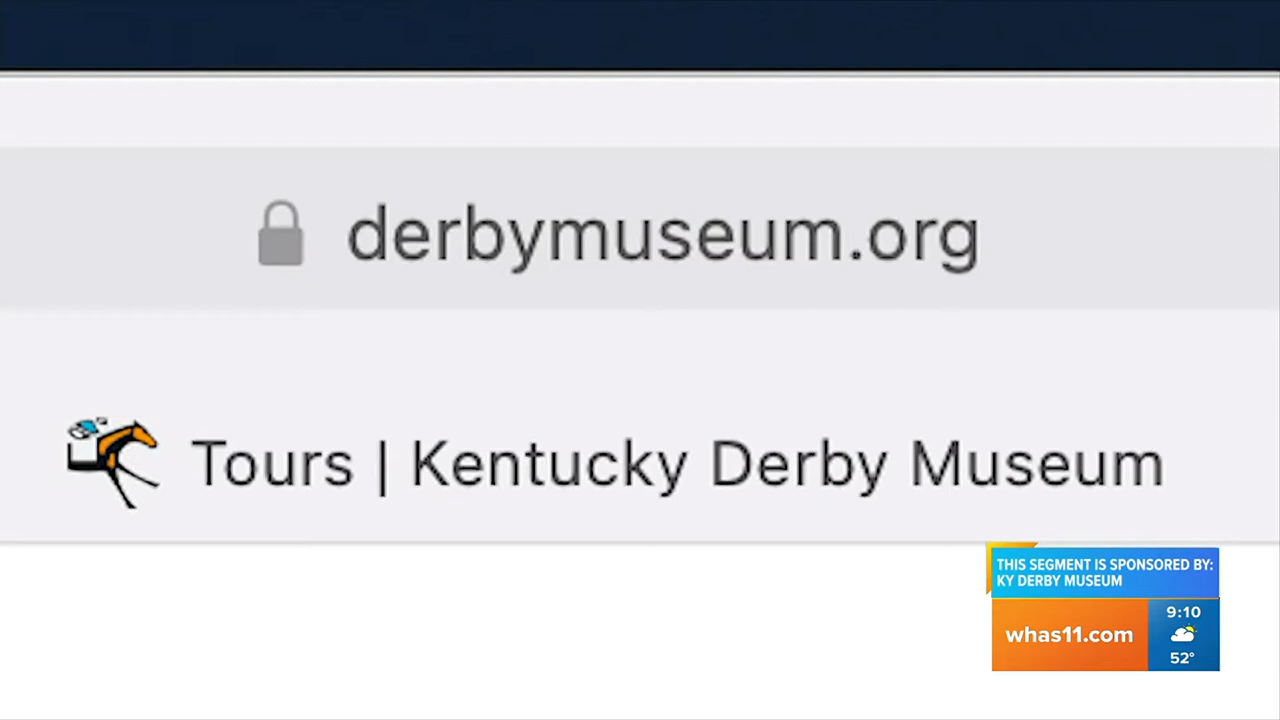 derbymuseum.org
Tours | Kentucky Derby Museum
THIS SEGMENT IS SPONSORED BY:
KY DERBY MUSEUM
whas11.com
9:10
52°